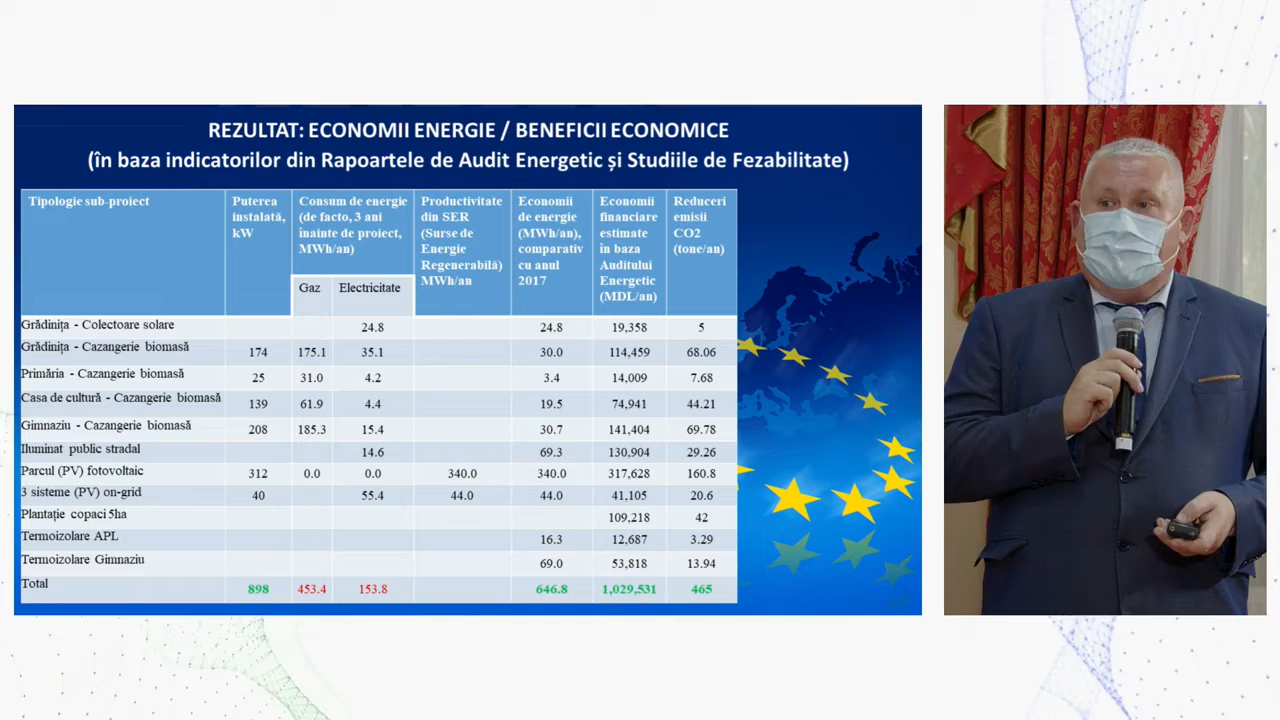 REZULTAT: ECONOMII ENERGIE / BENEFICII ECONOMICE
(în baza indicatorilor din Rapoartele de Audit Energetic și Studiile de Fezabilitate)
Tipologie sub-proiect
Puterea
instalată,
kW
Consum de energie
(de facto, 3 ani
înainte de proiect,
MWh/an)
Productivitate
din SER
(Surse de
Energie
Regenerabilă)
MWh/an
Economii
de energie
(MWh/an),
comparativ
cu anul
2017
Economii
financiare
estimate
în baza
Auditului
Energetic
(MDL/an)
Reduceri
emisii
CO2
(tone/an)
Gaz Electricitate
Grădinița - Colectoare solare 24.8 24.8 19,358 5
Grădinița - Cazangerie biomasă 174 175.1 35.1 30.0 114,459 68.06
Primăria - Cazangerie biomasă 25 31.0 4.2 3.4 14,009 7.68
Casa de cultură - Cazangerie biomasă 139 61.9 4.4 19.5 74,941 44.21
Gimnaziu - Cazangerie biomasă 208 185.3 15.4 30.7 141,404 69.78
Iluminat public stradal 14.6 69.3 130,904 29.26
Parcul (PV) fotovoltaic 312 0.0 0.0 340.0 340.0 317,628 160.8
3 sisteme (PV) on-grid 40 55.4 44.0 44.0 41,105 20.6
Plantație copaci 5ha 109,218 42
Termoizolare APL 16.3 12,687 3.29
Termoizolare Gimnaziu 69.0 53,818 13.94
Total 898 453.4 153.8 646.8 1,029,531 465